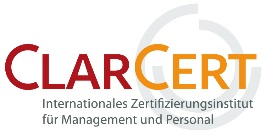 CLARCERT
Internationales Zertifizierungsinstitut
für Management und Personal